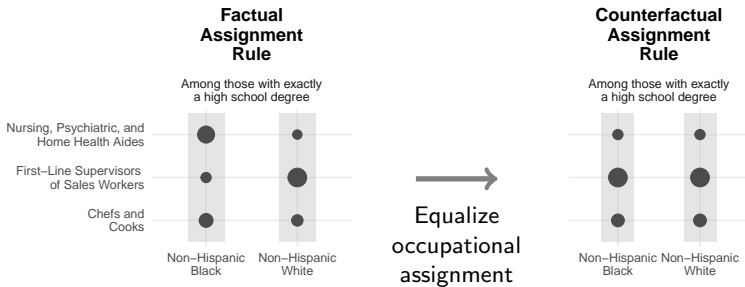 Factual
Assignment
Rule
Among those with exactly
a high school degree
Nursing, Psychiatric, and
Home Health Aides
First−Line Supervisors
of Sales Workers
Chefs and
Cooks
Non−Hispanic
Black
Non−Hispanic
White
Equalize
occupational
assignment
Counterfactual
Assignment
Rule
Among those with exactly
a high school degree
Non−Hispanic
Black
Non−Hispanic
White